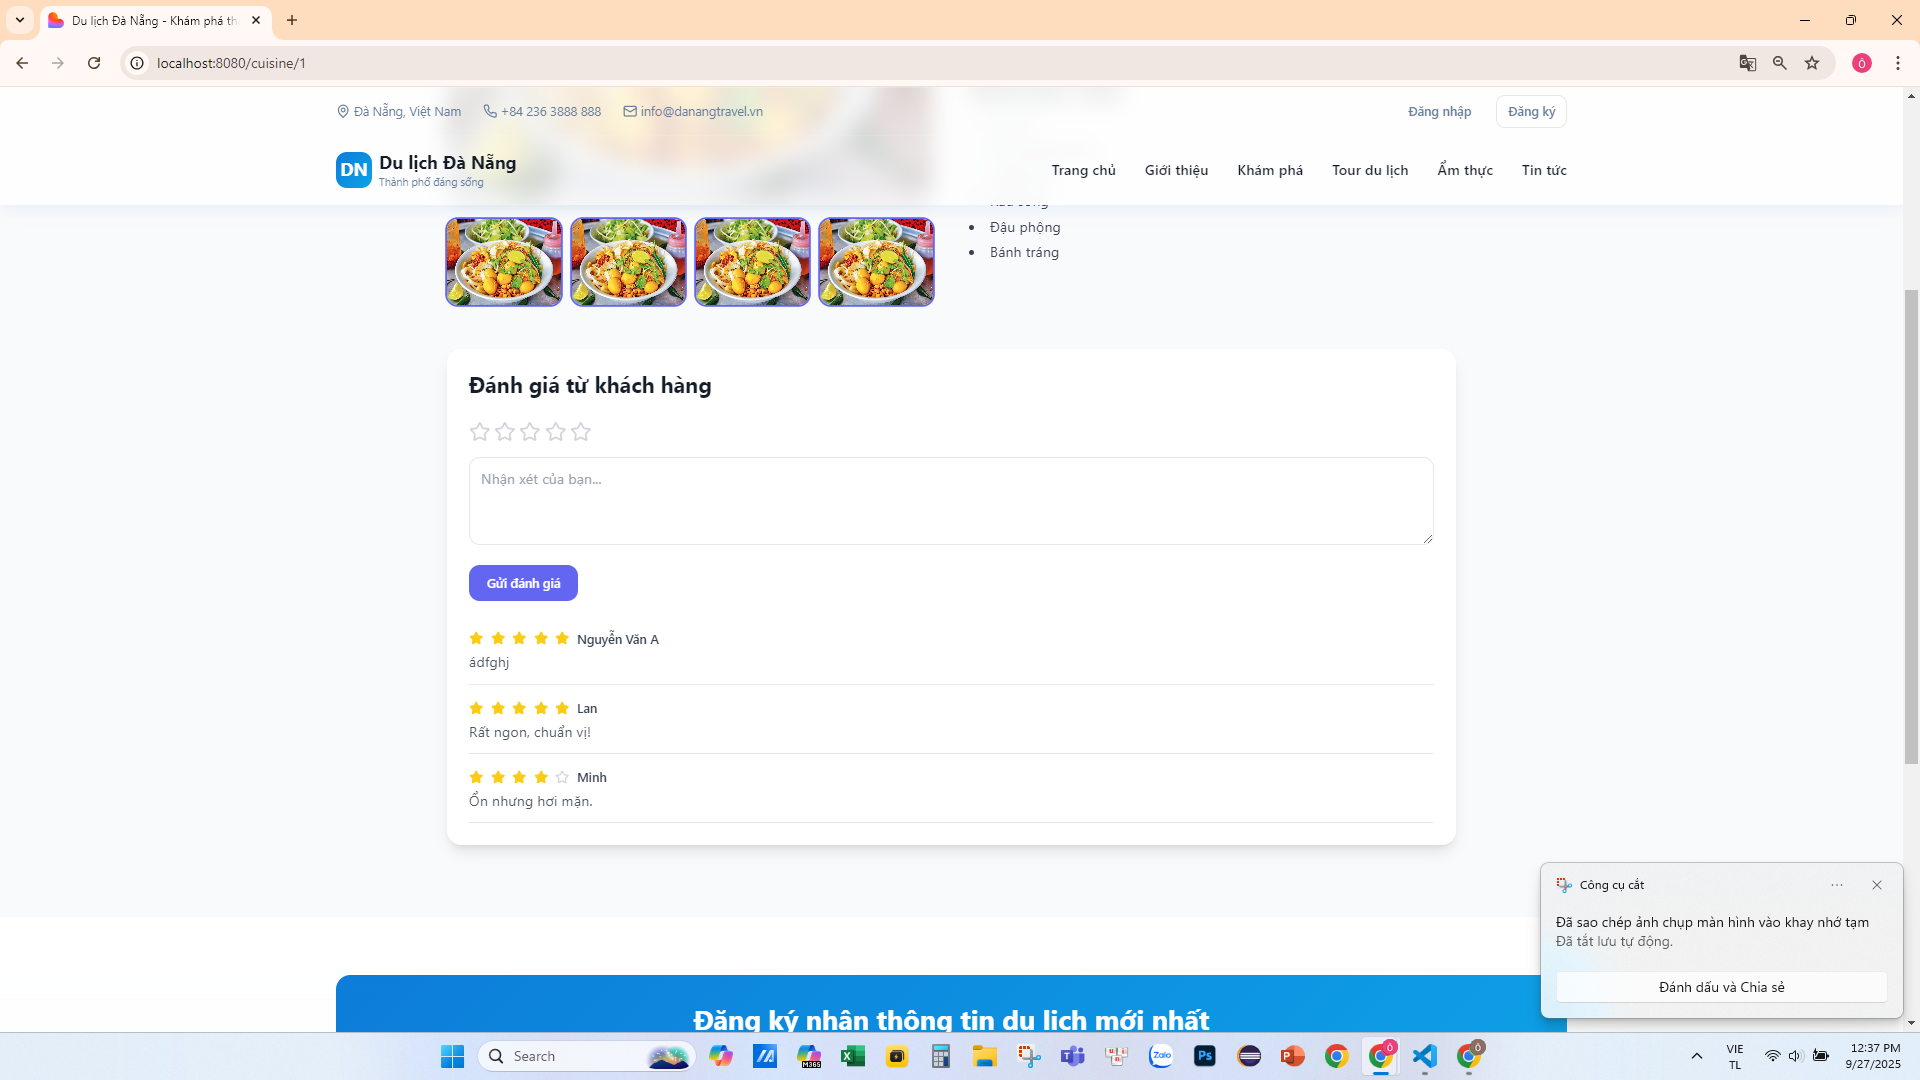 Du lịch Đà Nẵng - Khám phá th
localhost:8080/cuisine/1
Đà Nẵng, Việt Nam
+84 236 3888 888
info@danangtravel.vn
Đăng nhập
Đăng ký
DN
Du lịch Đà Nẵng
Thành phố đáng sống
Trang chủ
Giới thiệu
Khám phá
Tour du lịch
Ẩm thực
Tin tức
Đậu phộng
Bánh tráng
Đánh giá từ khách hàng
Nhận xét của bạn...
Gửi đánh giá
Nguyễn Văn A
ádfghj
Lan
Rất ngon, chuẩn vị!
Minh
Ổn nhưng hơi mặn.
Công cụ cắt
Đã sao chép ảnh chụp màn hình vào khay nhớ tạm
Đã tắt lưu tự động.
Đánh dấu và Chia sẻ
Đăng ký nhận thông tin du lịch mới nhất
Search
VIE
TL
12:37 PM
9/27/2025